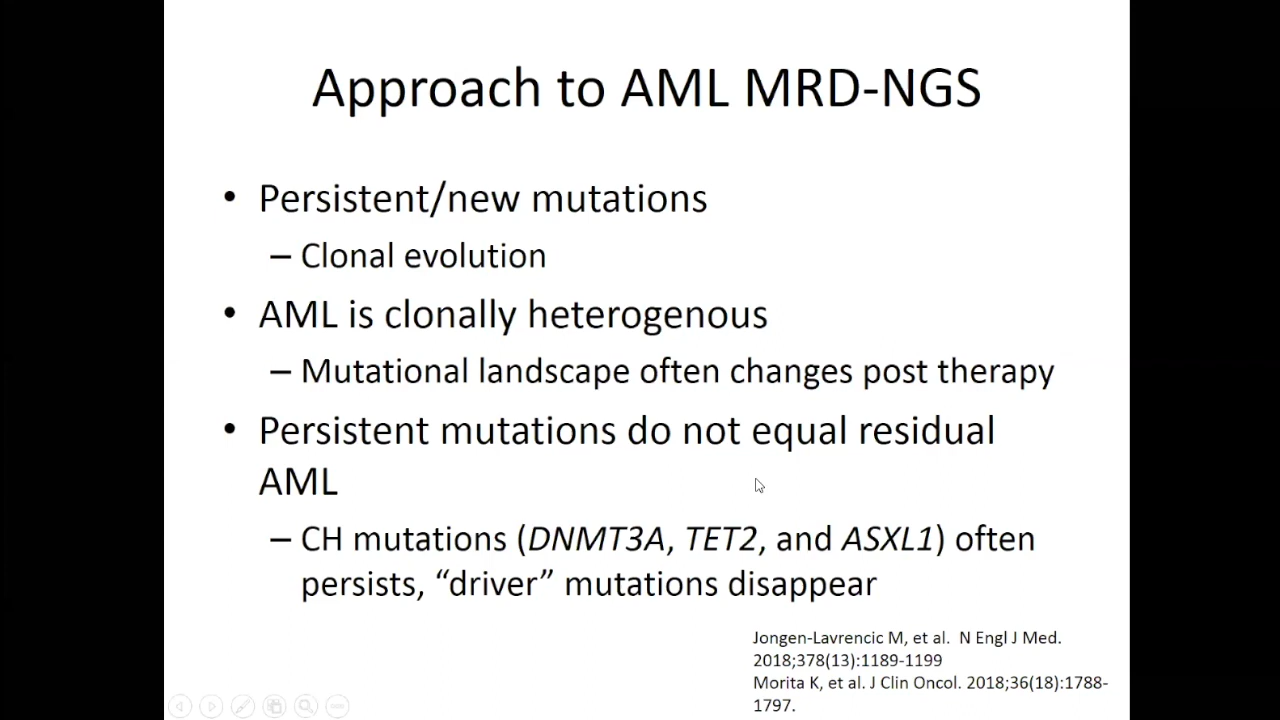 Approach to AML MRD-NGS
• Persistent/new mutations
– Clonal evolution
• AML is clonally heterogenous
– Mutational landscape often changes post therapy
• Persistent mutations do not equal residual
AML
– CH mutations (DNMT3A, TET2, and ASXL1) often
persists, “driver” mutations disappear
Jongen-Lavrencic M, et al.  N Engl J Med.
2018;378(13):1189-1199
Morita K, et al. J Clin Oncol. 2018;36(18):1788-
1797.